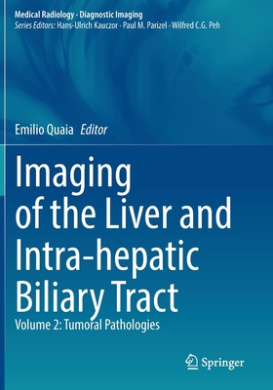 Medical Radiology · Diagnostic Imaging
Series Editors: Hans-Ulrich Kauczor · Paul M. Parizel · Wilfred C.G. Peh
Emilio Quaia Editor
Imaging
of the Liver and
Intra-hepatic
Biliary Tract
Volume 2: Tumoral Pathologies
Springer